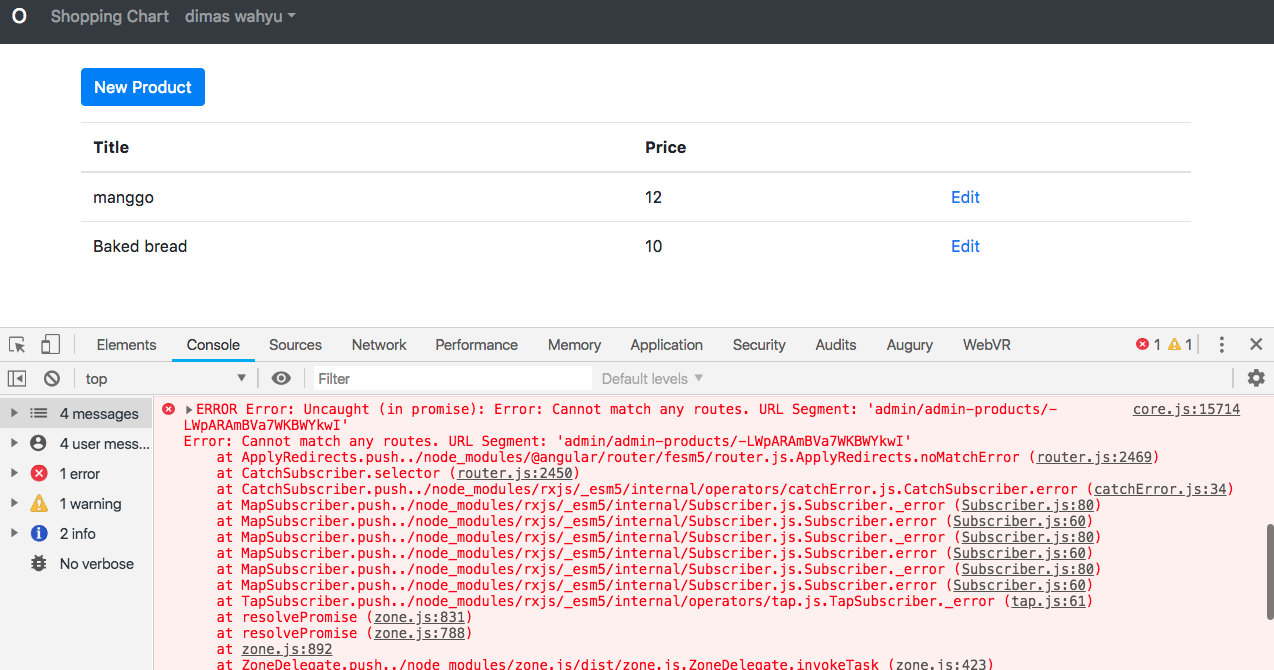 O Shopping Chart dimas wahyu
New Product
Title Price
manggo 12 Edit
Baked bread 10 Edit
Elements Console Sources Network Performance Memory Application Security Audits Augury WebVR 1 1
top Filter Default levels
4 messages
4 user mess...
1 error
1 warning
2 info
No verbose
ERROR Error: Uncaught (in promise): Error: Cannot match any routes. URL Segment: 'admin/admin-products/- core.js:15714
LWpARAmBVa7WKBWYkwI'
Error: Cannot match any routes. URL Segment: 'admin/admin-products/-LWpARAmBVa7WKBWYkwI'
at ApplyRedirects.push../node_modules/@angular/router/fesm5/router.js.ApplyRedirects.noMatchError (router.js:2469)
at CatchSubscriber.selector (router.js:2450)
at CatchSubscriber.push../node_modules/rxjs/_esm5/internal/operators/catchError.js.CatchSubscriber.error (catchError.js:34)
at MapSubscriber.push../node_modules/rxjs/_esm5/internal/Subscriber.js.Subscriber._error (Subscriber.js:80)
at MapSubscriber.push../node_modules/rxjs/_esm5/internal/Subscriber.js.Subscriber.error (Subscriber.js:60)
at MapSubscriber.push../node_modules/rxjs/_esm5/internal/Subscriber.js.Subscriber._error (Subscriber.js:80)
at MapSubscriber.push../node_modules/rxjs/_esm5/internal/Subscriber.js.Subscriber.error (Subscriber.js:60)
at MapSubscriber.push../node_modules/rxjs/_esm5/internal/Subscriber.js.Subscriber._error (Subscriber.js:80)
at MapSubscriber.push../node_modules/rxjs/_esm5/internal/Subscriber.js.Subscriber.error (Subscriber.js:60)
at TapSubscriber.push../node_modules/rxjs/_esm5/internal/operators/tap.js.TapSubscriber._error (tap.js:61)
at resolvePromise (zone.js:831)
at resolvePromise (zone.js:788)
at zone.js:892
at ZoneDelegate.push../node_modules/zone.js/dist/zone.js.ZoneDelegate.invokeTask (zone.js:423)